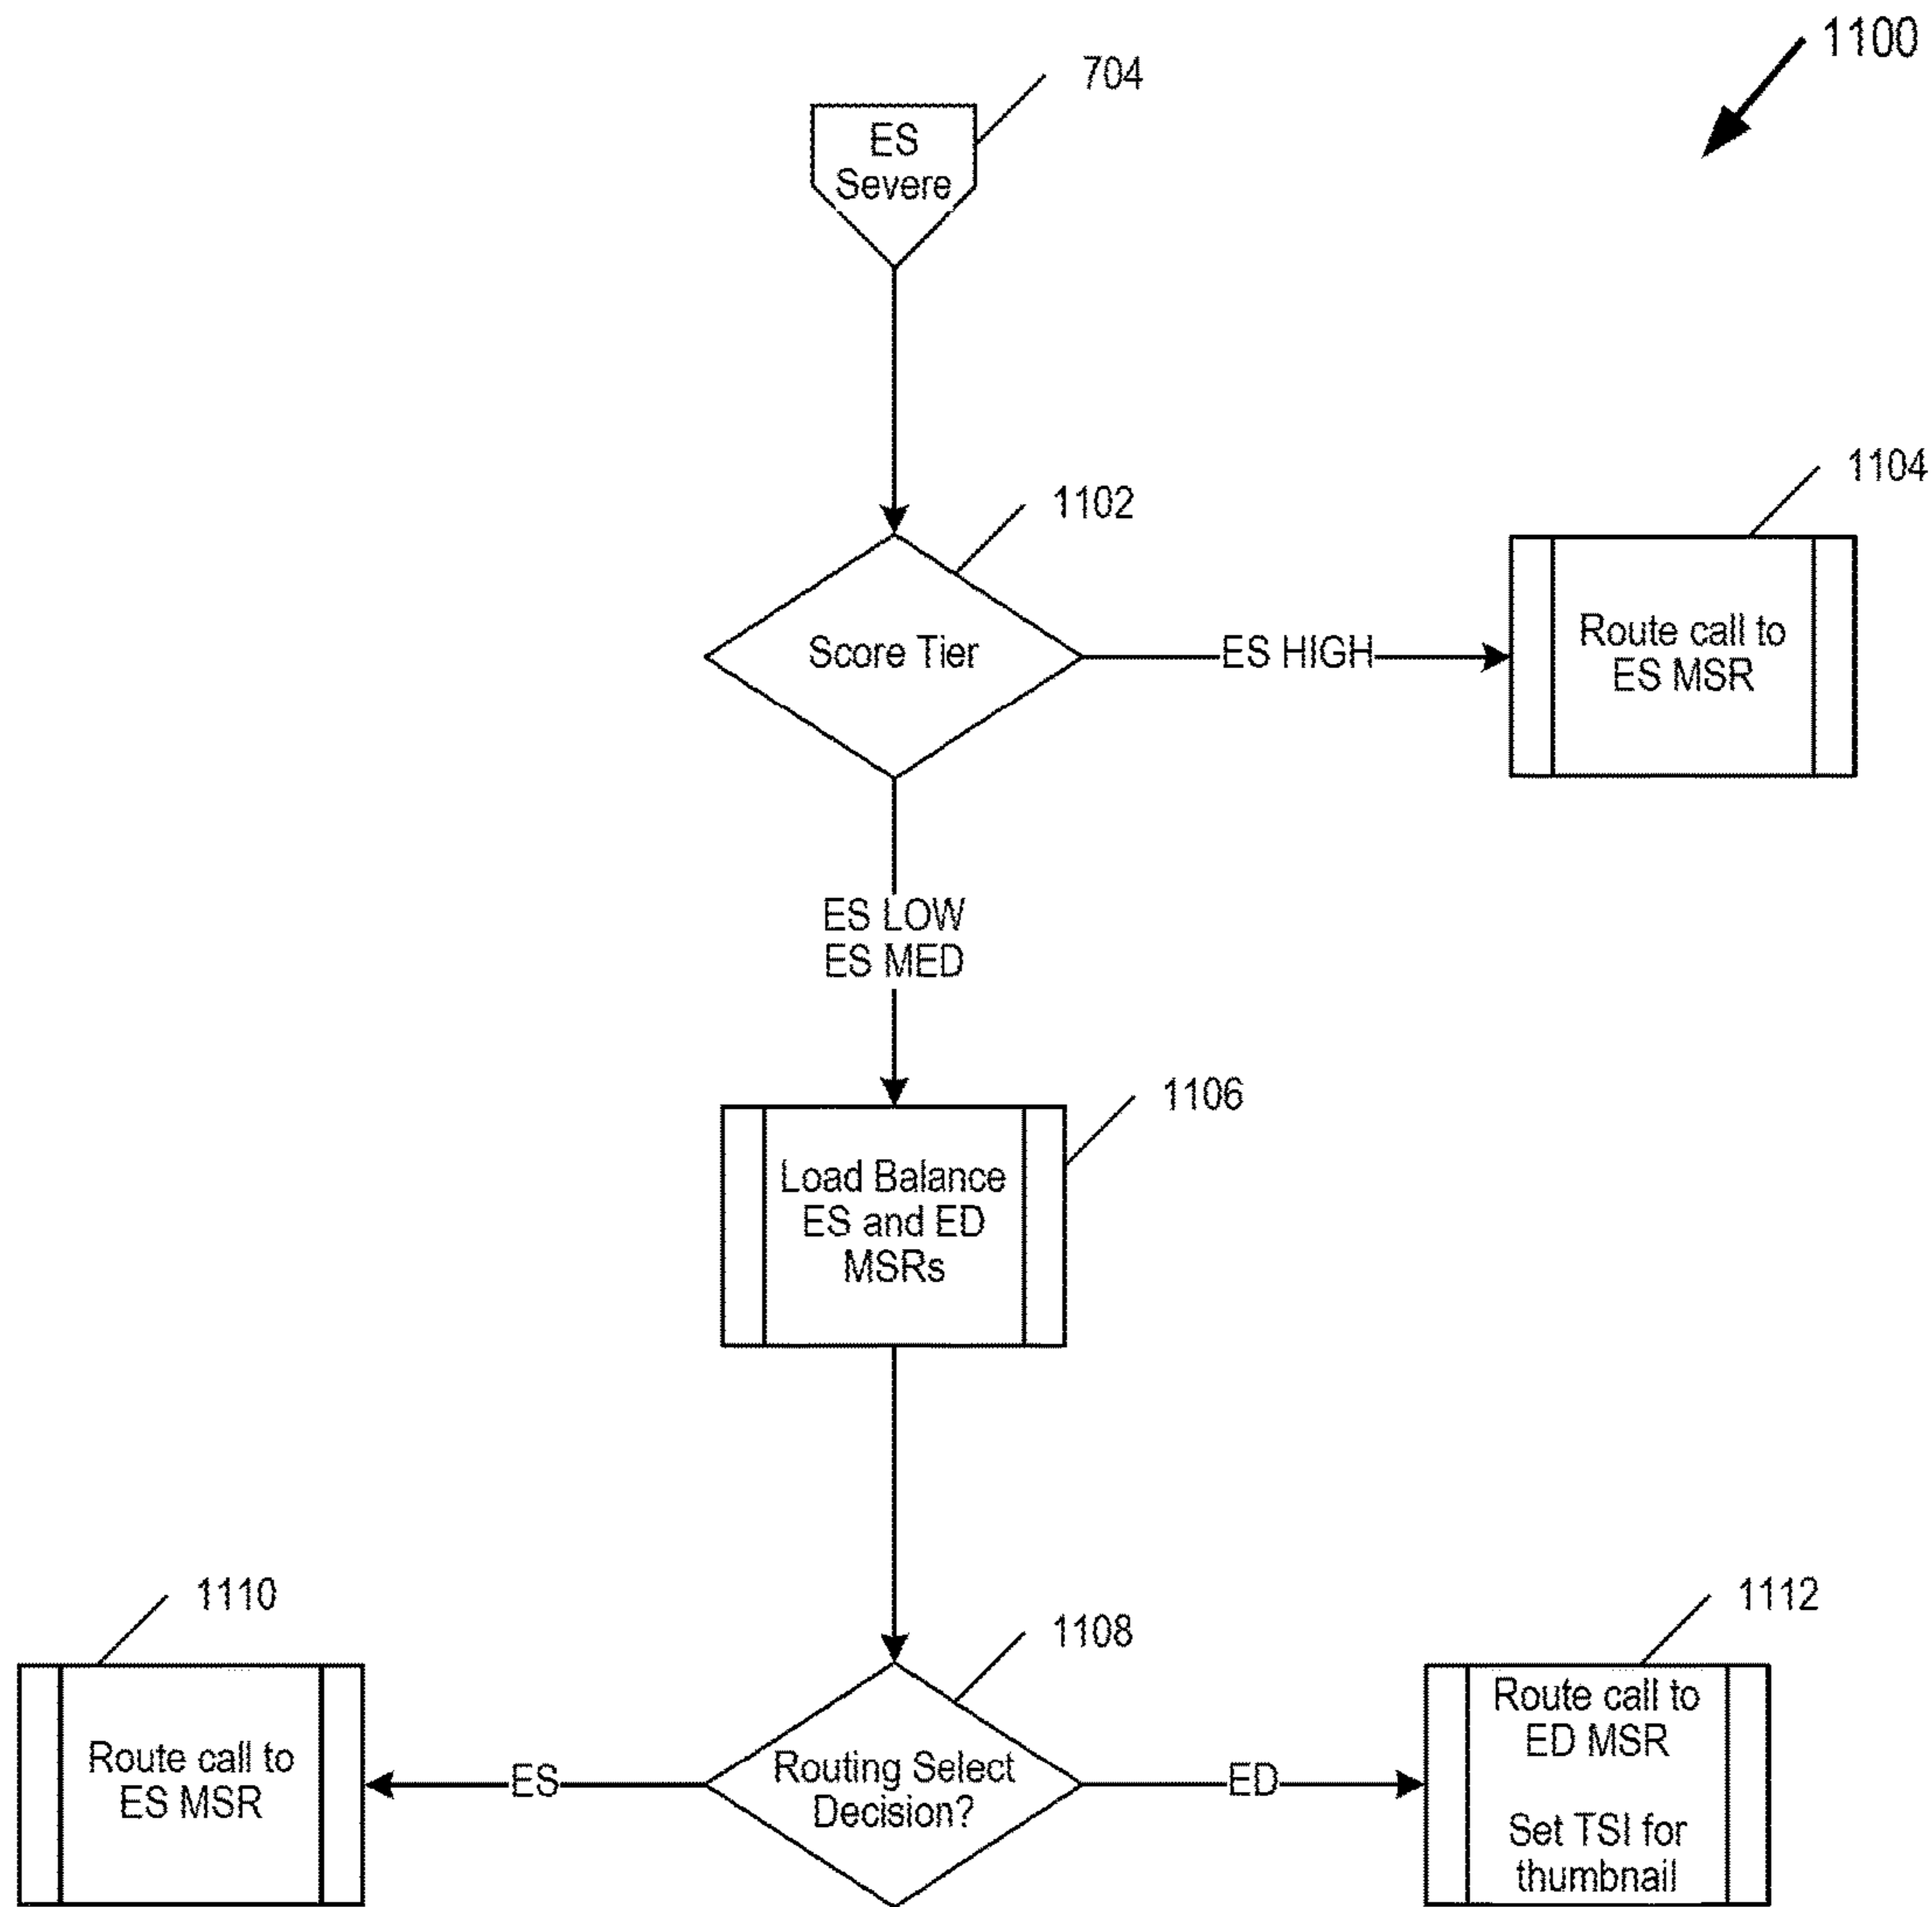 1100
704
ES
Severe
1102
1104
Score Tier
ES HIGH
Route call to
ES MSR
ES LOW
ES MED
1106
Load Balance
ES and ED
MSRs
1110
1108
1112
Route call to
ES MSR
ES
Routing Select
Decision?
ED
Route call to
ED MSR
Set TSI for
thumbnail